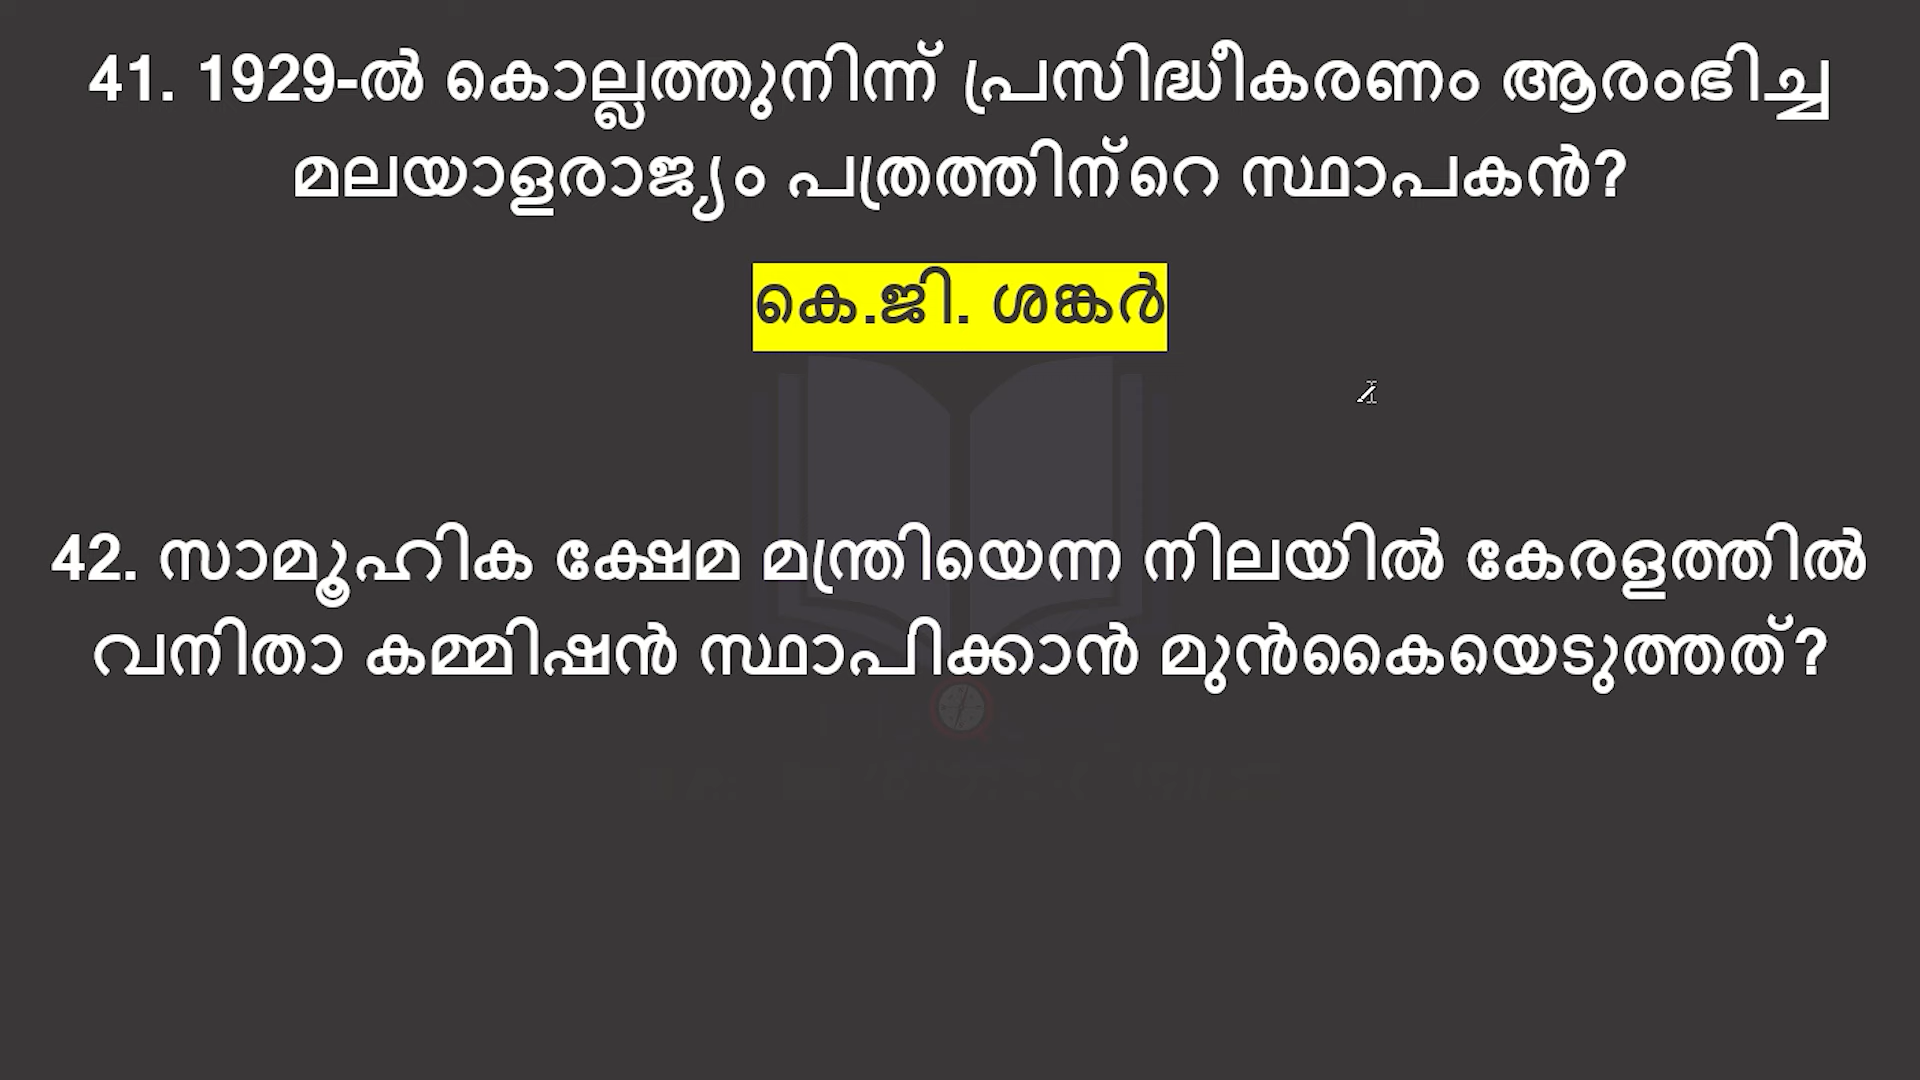 41. 1929-ൽ കൊല്ലത്തുനിന്ന് പ്രസിദ്ധീകരണം ആരംഭിച്ച
മലയാളരാജ്യം പത്രത്തിന്റെ സ്ഥാപകൻ?
കെ.ജി. ശങ്കർ
42. സാമൂഹിക ക്ഷേമ മന്ത്രിയെന്ന നിലയിൽ കേരളത്തിൽ
വനിതാ കമ്മിഷൻ സ്ഥാപിക്കാൻ മുൻകൈയെടുത്തത്?